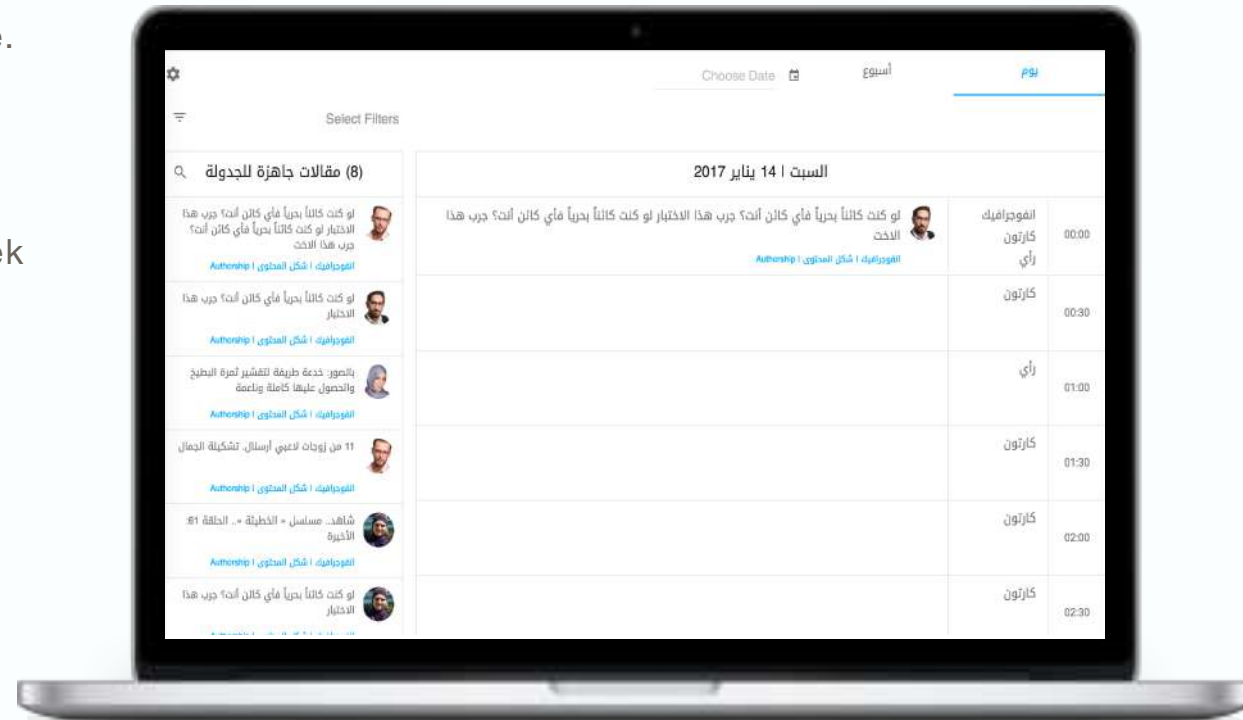 e.
ek
يوم
أسبوع
Choose Date
Select Filters
السبت | 14 يناير 2017
00:00
انفوجرافيك
كارتون
رأي
لو كنت كائناً بحرياً فأي كائن أنت؟ جرب هذا الاختبار لو كنت كائناً بحرياً فأي كائن أنت؟ جرب هذا
الاخت
انفوجرافيك | شكل المحتوى | Authorship
00:30
كارتون
01:00
رأي
01:30
كارتون
02:00
كارتون
02:30
كارتون
(8) مقالات جاهزة للجدولة
لو كنت كائناً بحرياً فأي كائن أنت؟ جرب هذا
الاختبار لو كنت كائناً بحرياً فأي كائن أنت؟
جرب هذا الاخت
انفوجرافيك | شكل المحتوى | Authorship
لو كنت كائناً بحرياً فأي كائن أنت؟ جرب هذا
الاختبار
انفوجرافيك | شكل المحتوى | Authorship
بالصور: خدعة طريفة لتقشير ثمرة البطيخ
والحصول عليها كاملة وناعمة
انفوجرافيك | شكل المحتوى | Authorship
11 من زوجات لاعبي أرسنال. تشكيلة الجمال
انفوجرافيك | شكل المحتوى | Authorship
شاهد.. مسلسل « الخطيئة ».. الحلقة 61:
الأخيرة
انفوجرافيك | شكل المحتوى | Authorship
لو كنت كائناً بحرياً فأي كائن أنت؟ جرب هذا
الاختبار